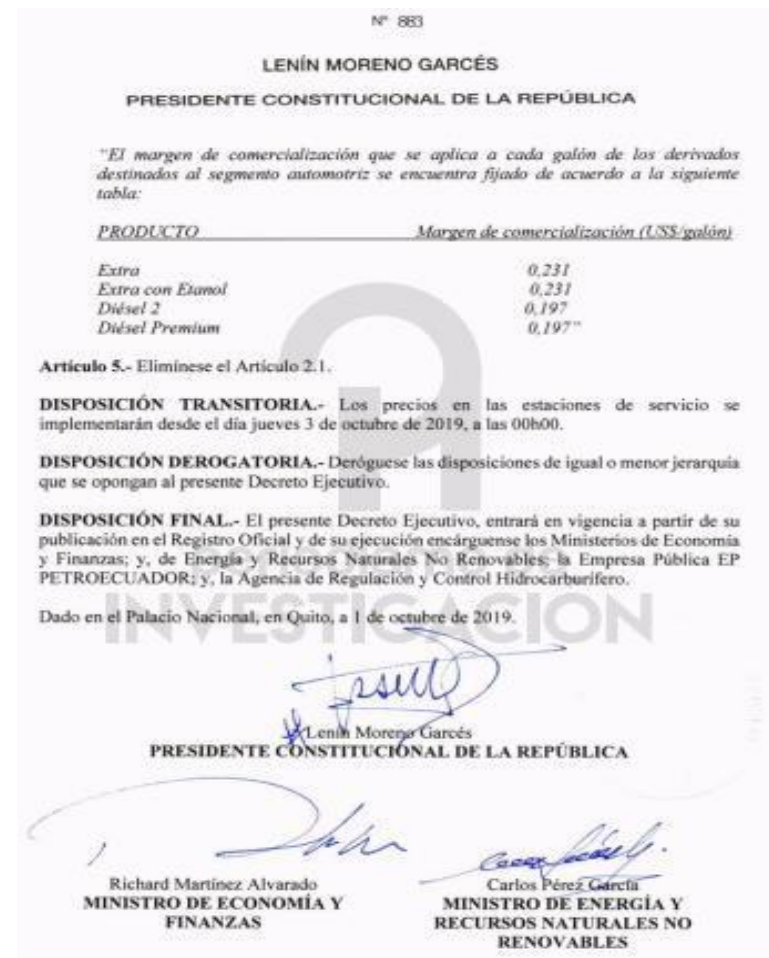 Nº 883
LENÍN MORENO GARCÉS
PRESIDENTE CONSTITUCIONAL DE LA REPÚBLICA
"El margen de comercialización que se aplica a cada galón de los derivados
destinados al segmento automotriz se encuentra fijado de acuerdo a la siguiente
tabla:
PRODUCTO Margen de comercialización (US$/galón)
Extra 0,231
Extra con Etanol 0,231
Diésel 2 0,197
Diésel Premium 0,197"
Artículo 5.- Elimínese el Artículo 2.1.
DISPOSICIÓN TRANSITORIA.- Los precios en las estaciones de servicio se
implementarán desde el día jueves 3 de octubre de 2019, a las 00h00.
DISPOSICIÓN DEROGATORIA.- Deróguese las disposiciones de igual o menor jerarquía
que se opongan al presente Decreto Ejecutivo.
DISPOSICIÓN FINAL.- El presente Decreto Ejecutivo, entrará en vigencia a partir de su
publicación en el Registro Oficial y de su ejecución encárguense los Ministerios de Economía
y Finanzas; y, de Energía y Recursos Naturales No Renovables; la Empresa Pública EP
PETROECUADOR; y, la Agencia de Regulación y Control Hidrocarburífero.
Dado en el Palacio Nacional, en Quito, a 1 de octubre de 2019.
INVESTIGACIÓN
Lenín Moreno Garcés
PRESIDENTE CONSTITUCIONAL DE LA REPÚBLICA
Richard Martínez Alvarado
MINISTRO DE ECONOMÍA Y
FINANZAS
Carlos Pérez García
MINISTRO DE ENERGÍA Y
RECURSOS NATURALES NO
RENOVABLES